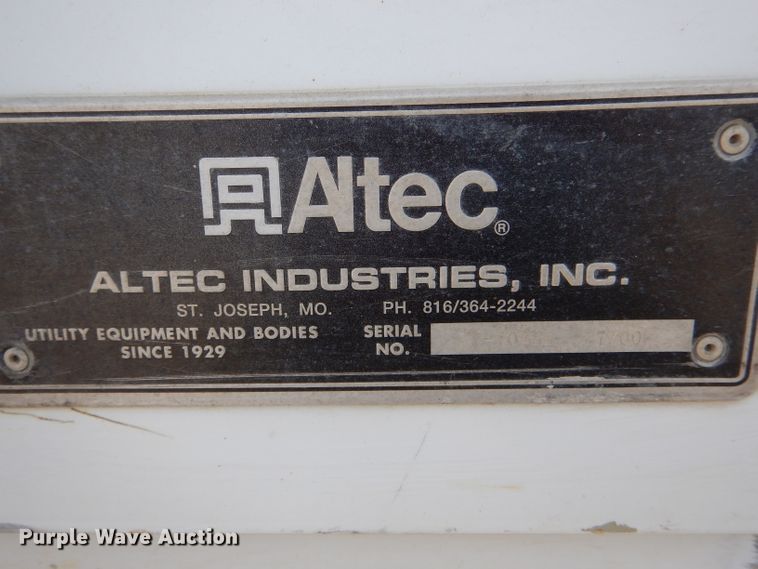 Altec®
ALTEC INDUSTRIES, INC.
ST. JOSEPH, MO. PH. 816/364-2244
UTILITY EQUIPMENT AND BODIES SERIAL
SINCE 1929 NO.
Purple Wave Auction